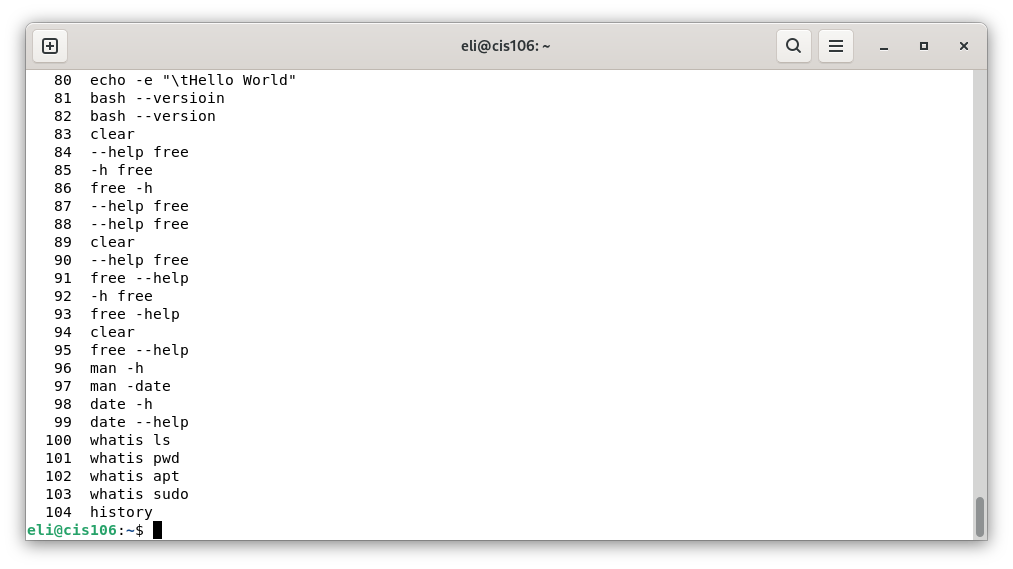 eli@cis106: ~
80 echo -e "\tHello World"
81 bash --versioin
82 bash --version
83 clear
84 --help free
85 -h free
86 free -h
87 --help free
88 --help free
89 clear
90 --help free
91 free --help
92 -h free
93 free -help
94 clear
95 free --help
96 man -h
97 man -date
98 date -h
99 date --help
100 whatis ls
101 whatis pwd
102 whatis apt
103 whatis sudo
104 history
eli@cis106:~$